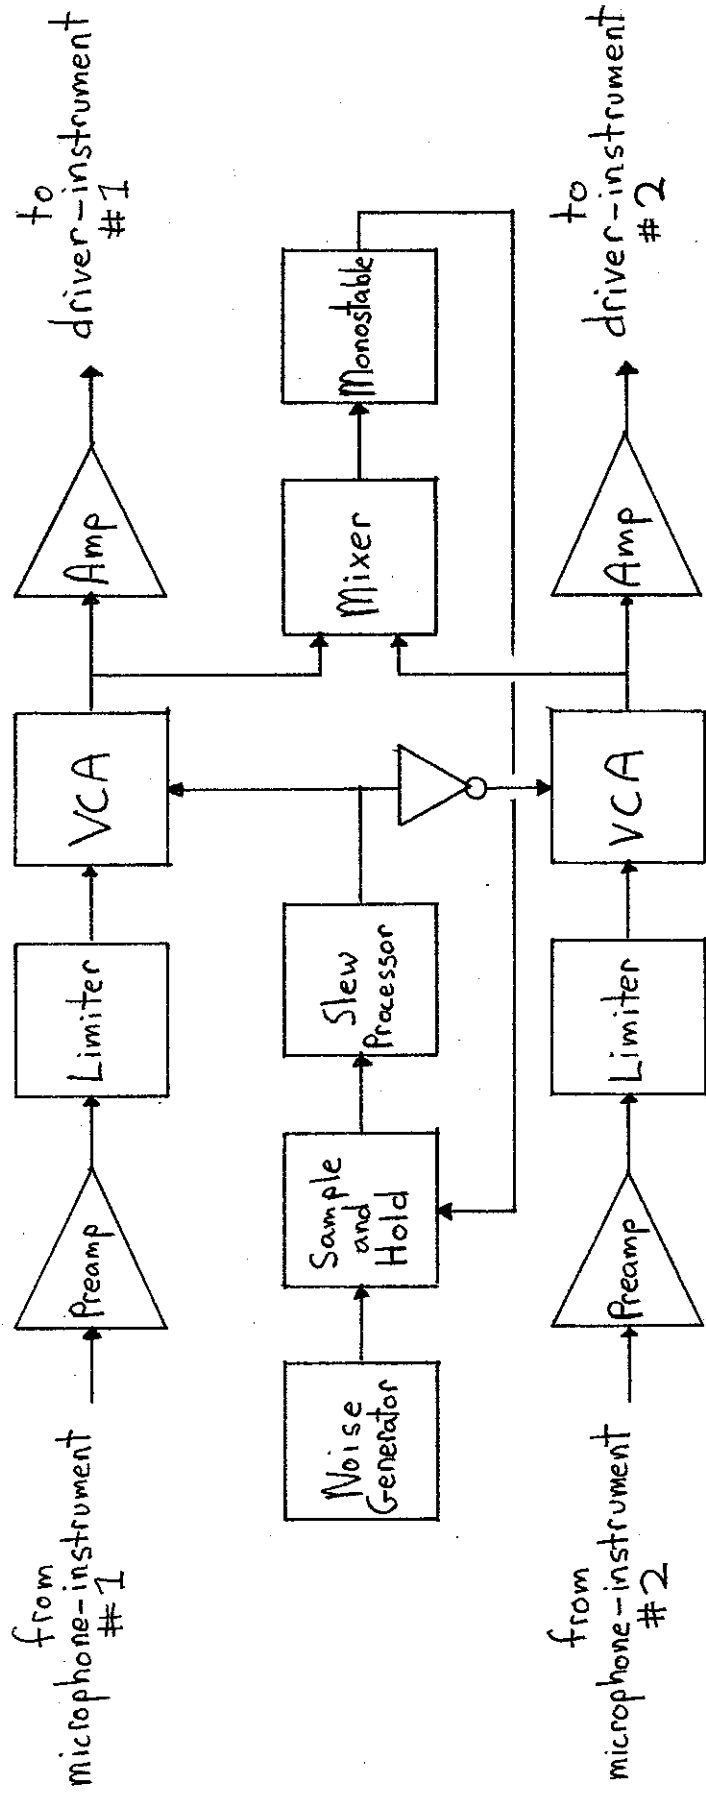 from
microphone-instrument
#1
Preamp
Limiter
VCA
Amp
to
driver-instrument
#1
Noise
Generator
Sample
and
Hold
Slew
Processor
Mixer
Monostable
from
microphone-instrument
#2
Preamp
Limiter
VCA
Amp
to
driver-instrument
#2